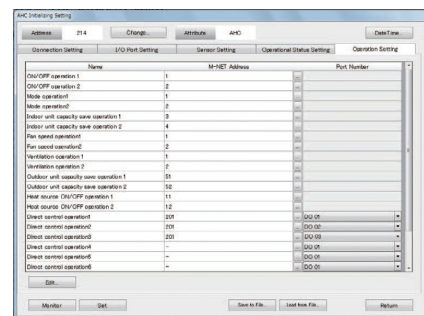 AHC Initializing Setting
Address 214 Change... Attribute AHC DateTime...
Connection Setting I/O Port Setting Sensor Setting Operational Status Setting Operation Setting
Name M-NET Address Port Number
ON/OFF operation 1 1 ...
ON/OFF operation 2 2 ...
Mode operation1 1 ...
Mode operation2 2 ...
Indoor unit capacity save operation 1 3 ...
Indoor unit capacity save operation 2 4 ...
Fan speed operation1 1 ...
Fan speed operation2 2 ...
Ventilation operation 1 1 ...
Ventilation operation 2 2 ...
Outdoor unit capacity save operation 1 51 ...
Outdoor unit capacity save operation 2 52 ...
Heat source ON/OFF operation 1 11 ...
Heat source ON/OFF operation 2 12 ...
Direct control operation1 201 ... DO 01
Direct control operation2 201 ... DO 02
Direct control operation3 201 ... DO 03
Direct control operation4 - ... DO 01
Direct control operation5 - ... DO 01
Direct control operation6 - ... DO 01
Edit...
Monitor Get Save to File... Load from File... Return